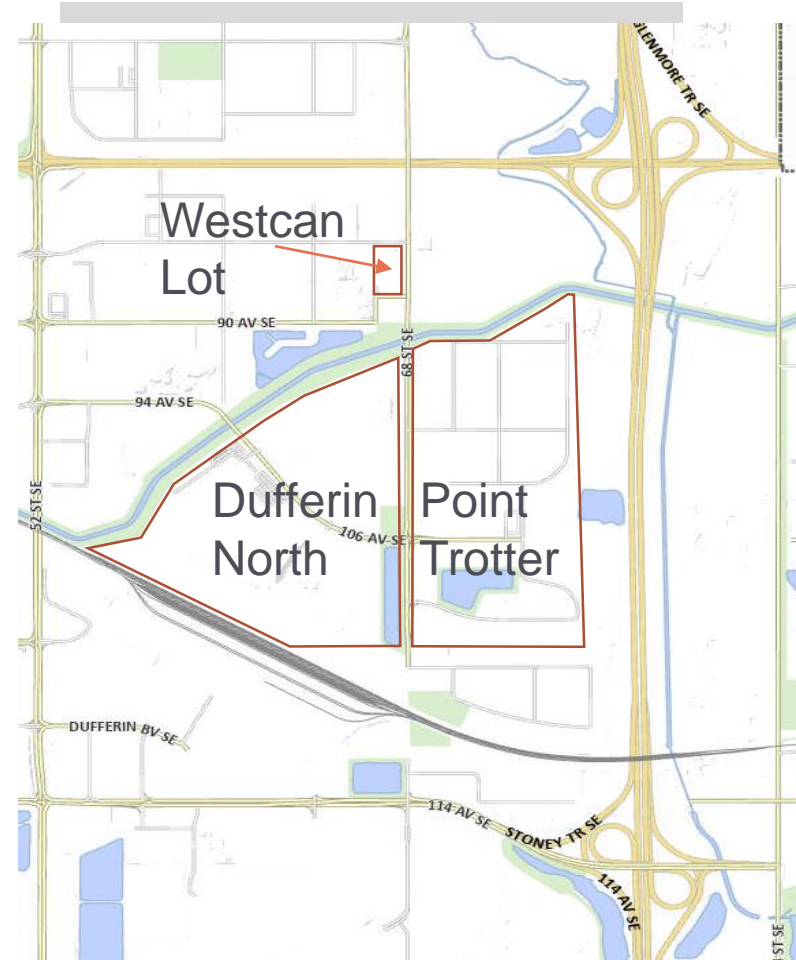 GLENMORE TR SE
Westcan
Lot
90 AV SE
68 ST SE
94 AV SE
52 ST SE
Dufferin
North
Point
Trotter
106 AV SE
DUFFERIN BV SE
114 AV SE
STONEY TR SE
114 AV SE
ST SE